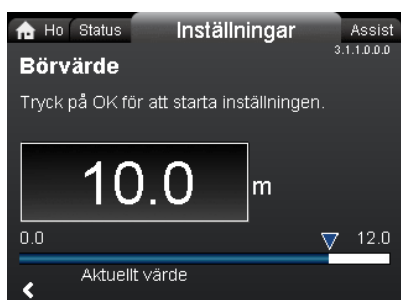 Ho Status Inställningar Assist
3.1.1.0.0.0
Börvärde
Tryck på OK för att starta inställningen.
10.0 m
0.0 12.0
Aktuellt värde